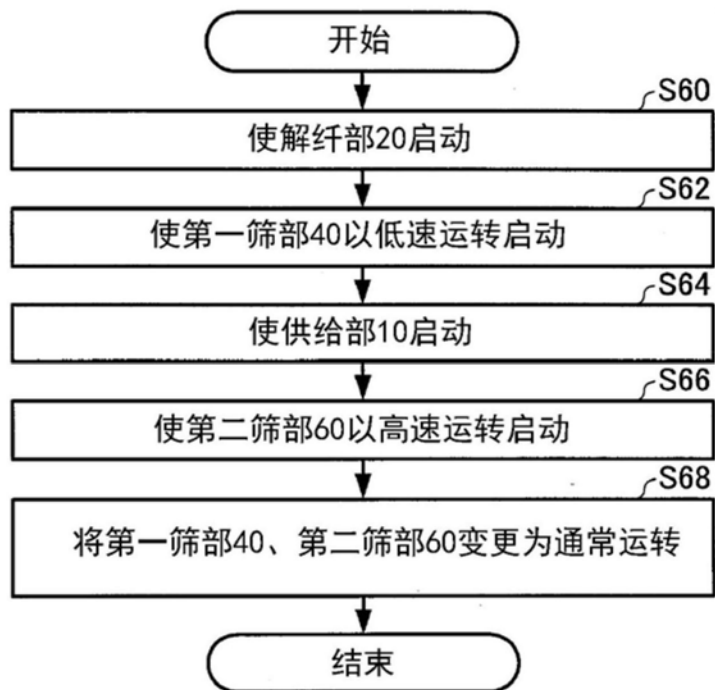 开始
S60
使解纤部20启动
S62
使第一筛部40以低速运转启动
S64
使供给部10启动
S66
使第二筛部60以高速运转启动
S68
将第一筛部40、第二筛部60变更为通常运转
结束